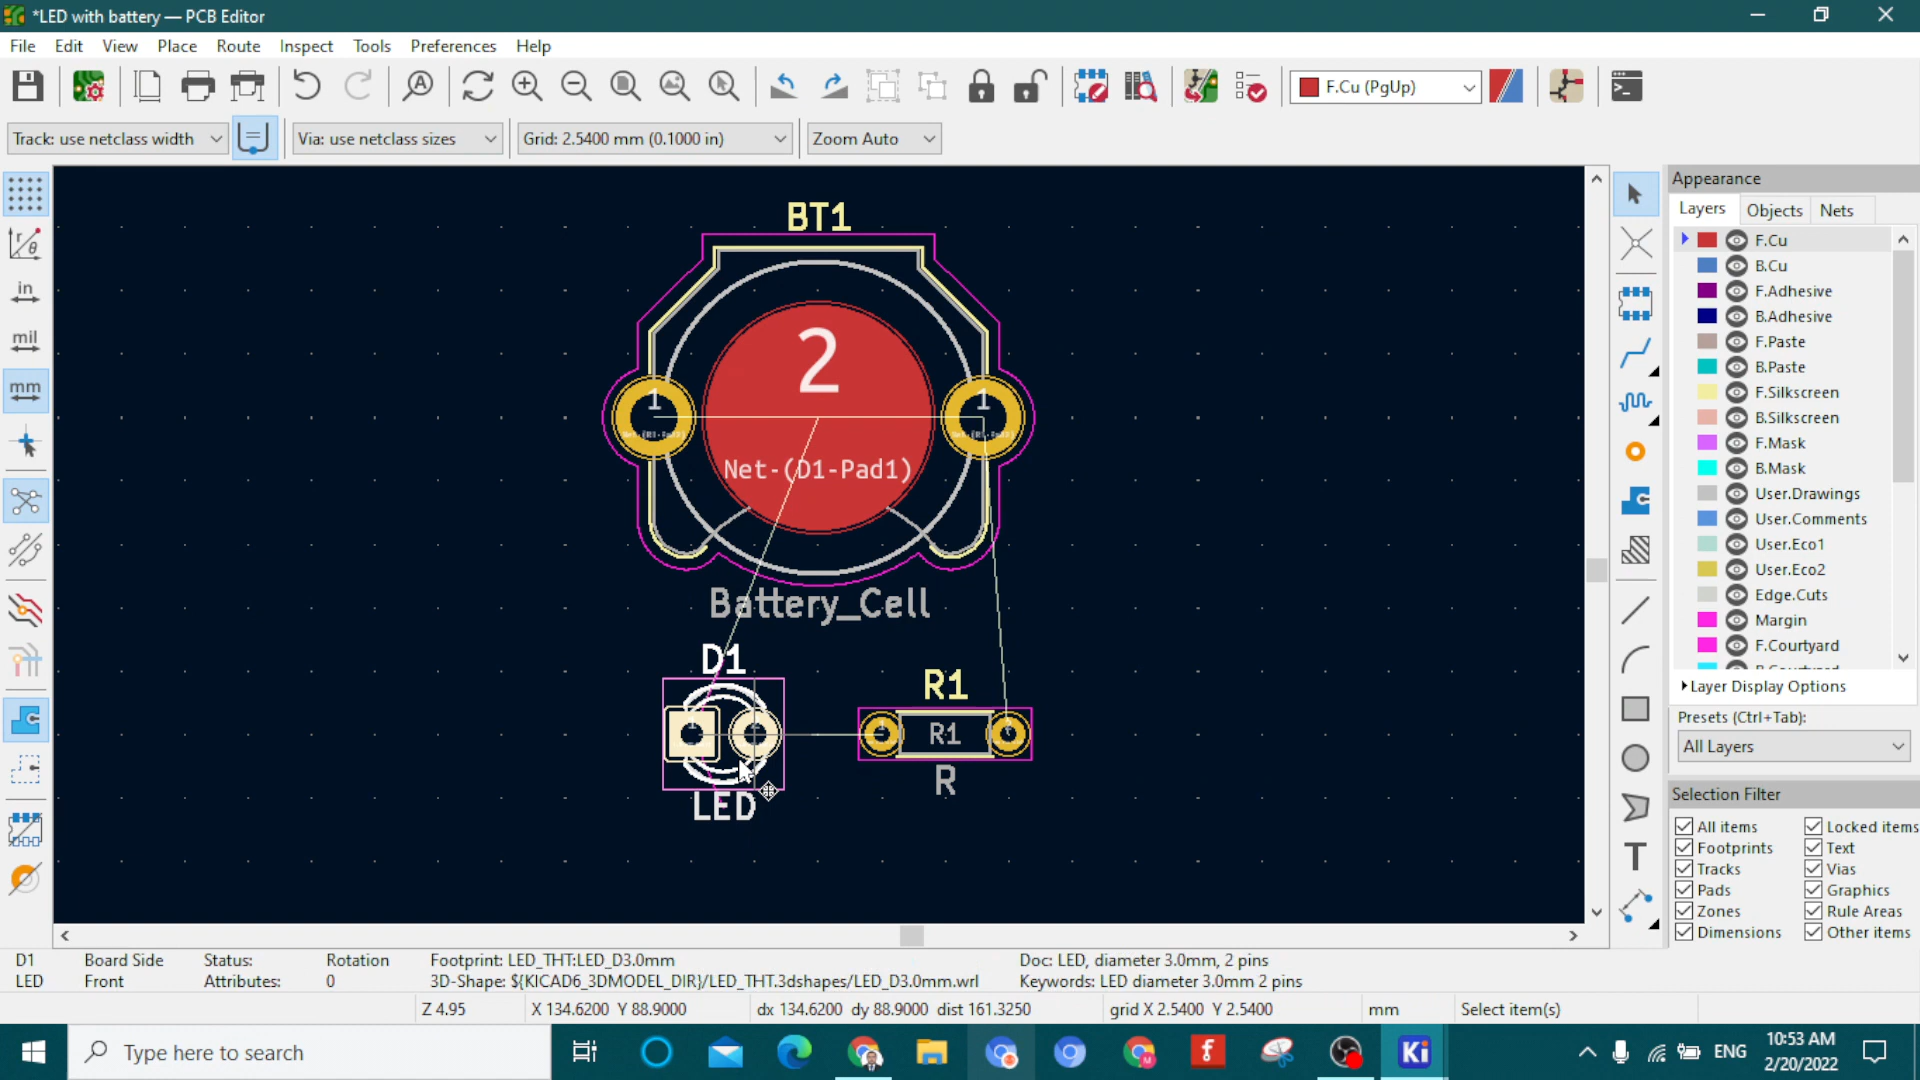 *LED with battery — PCB Editor
File Edit View Place Route Inspect Tools Preferences Help
F.Cu (PgUp)
Track: use netclass width
Via: use netclass sizes
Grid: 2.5400 mm (0.1000 in)
Zoom Auto
in
mil
mm
BT1
2
1
1
Net-(D1-Pad1)
Battery_Cell
D1
R1
1
R1
LED
R
Appearance
Layers Objects Nets
F.Cu
B.Cu
F.Adhesive
B.Adhesive
F.Paste
B.Paste
F.Silkscreen
B.Silkscreen
F.Mask
B.Mask
User.Drawings
User.Comments
User.Eco1
User.Eco2
Edge.Cuts
Margin
F.Courtyard
Layer Display Options
Presets (Ctrl+Tab):
All Layers
Selection Filter
All items Locked items
Footprints Text
Tracks Vias
Pads Graphics
Zones Rule Areas
Dimensions Other items
D1 Board Side Status: Rotation Footprint: LED_THT:LED_D3.0mm Doc: LED, diameter 3.0mm, 2 pins
LED Front Attributes: 0 3D-Shape: ${KICAD6_3DMODEL_DIR}/LED_THT.3dshapes/LED_D3.0mm.wrl Keywords: LED diameter 3.0mm 2 pins
Z 4.95 X 134.6200 Y 88.9000 dx 134.6200 dy 88.9000 dist 161.3250 grid X 2.5400 Y 2.5400 mm Select item(s)
Type here to search
Ki
ENG
10:53 AM
2/20/2022